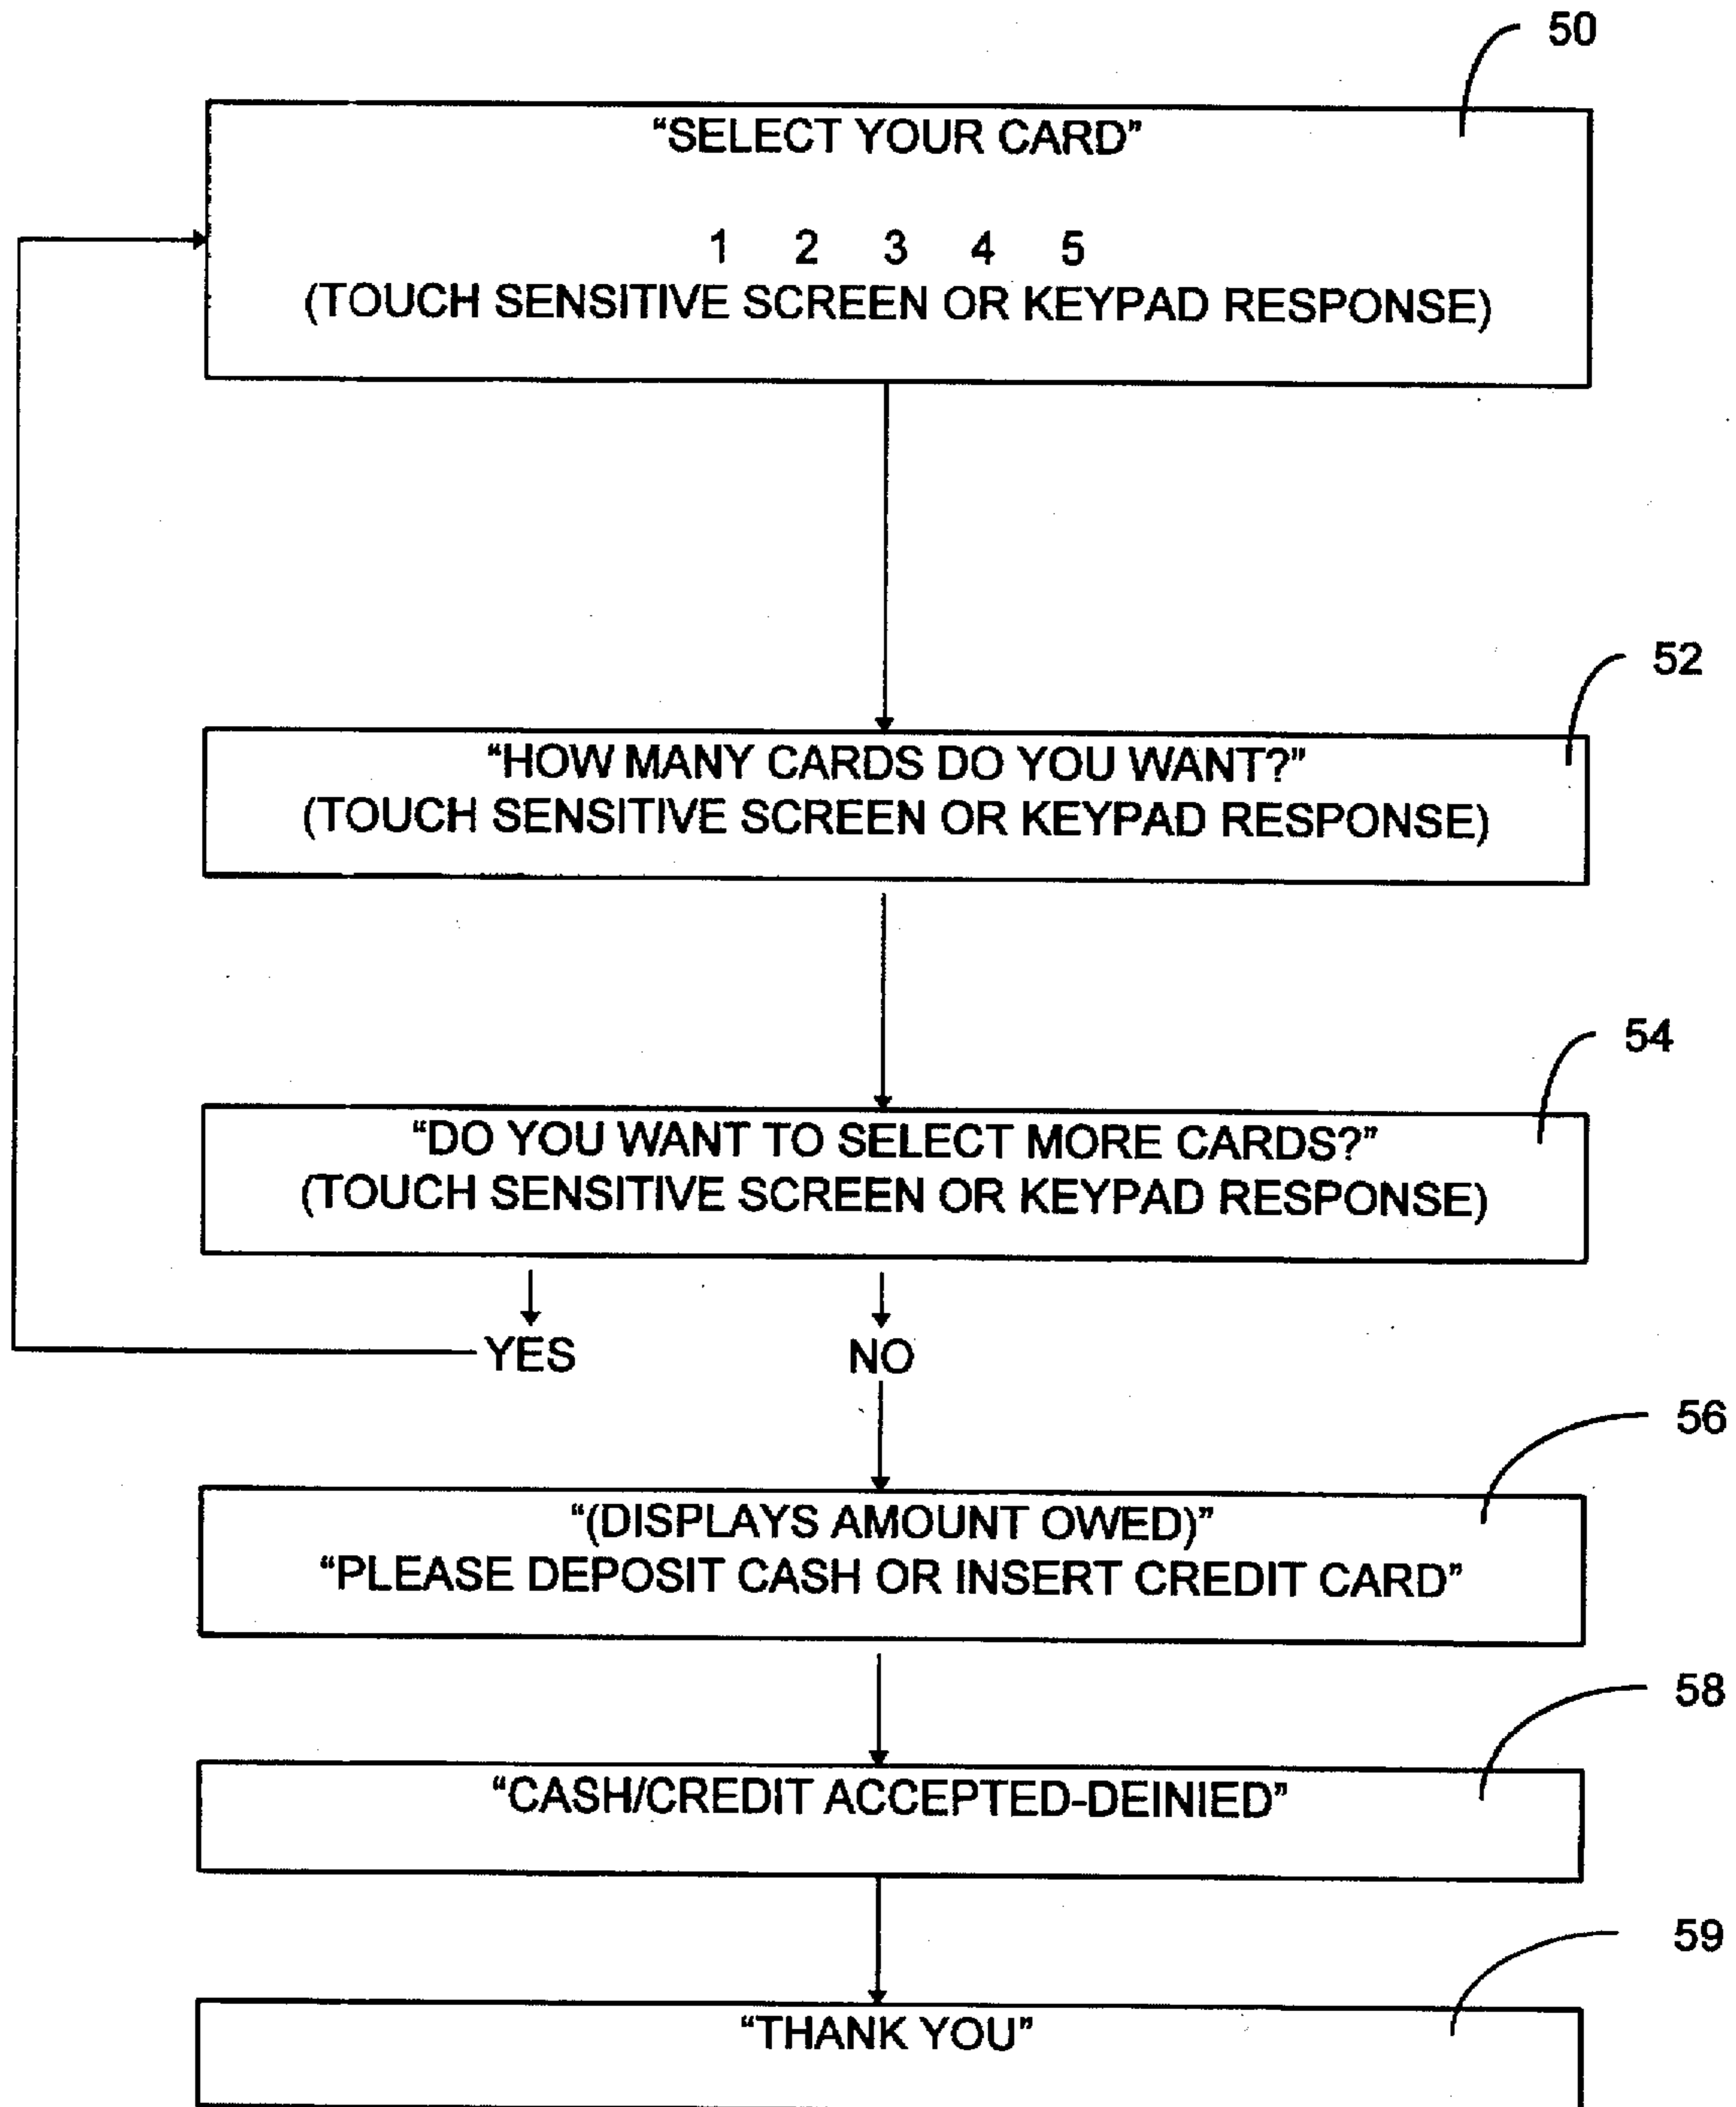 50
“SELECT YOUR CARD”
1 2 3 4 5
(TOUCH SENSITIVE SCREEN OR KEYPAD RESPONSE)
52
“HOW MANY CARDS DO YOU WANT?”
(TOUCH SENSITIVE SCREEN OR KEYPAD RESPONSE)
54
“DO YOU WANT TO SELECT MORE CARDS?”
(TOUCH SENSITIVE SCREEN OR KEYPAD RESPONSE)
YES NO
56
“(DISPLAYS AMOUNT OWED)”
“PLEASE DEPOSIT CASH OR INSERT CREDIT CARD”
58
“CASH/CREDIT ACCEPTED-DEINIED”
59
“THANK YOU”